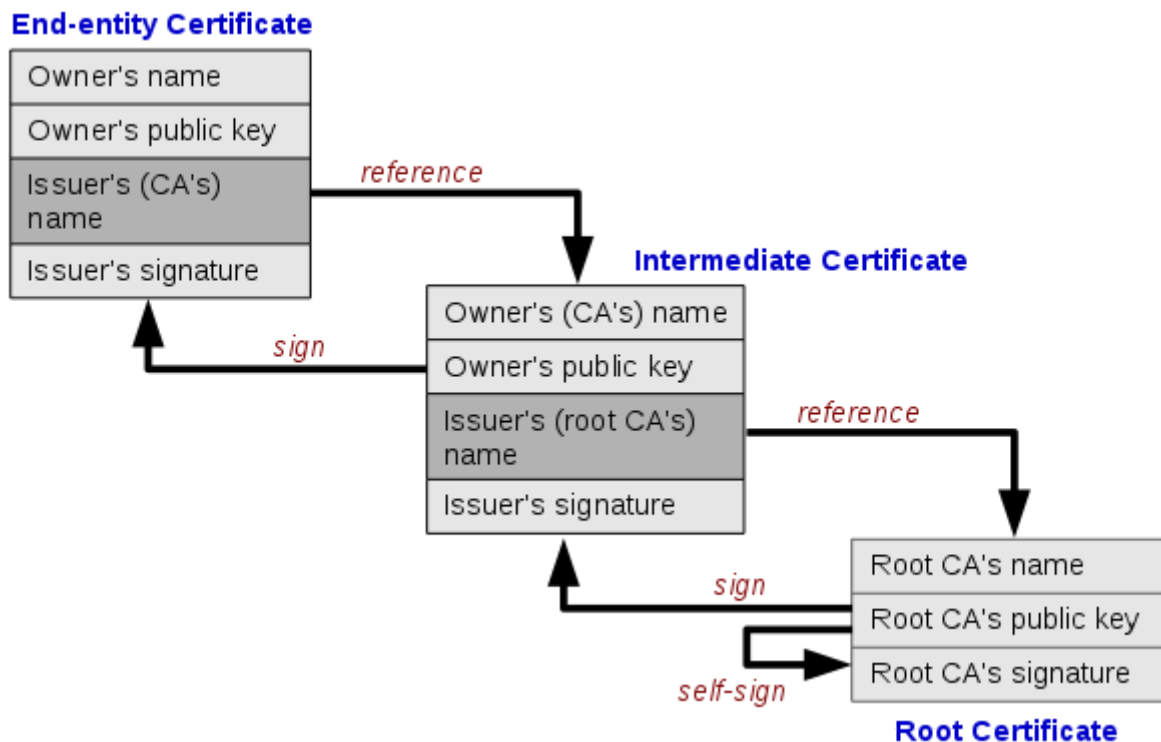 End-entity Certificate
Owner's name
Owner's public key
Issuer's (CA's)
name
Issuer's signature
reference
sign
Intermediate Certificate
Owner's (CA's) name
Owner's public key
Issuer's (root CA's)
name
Issuer's signature
reference
sign
self-sign
Root CA's name
Root CA's public key
Root CA's signature
Root Certificate